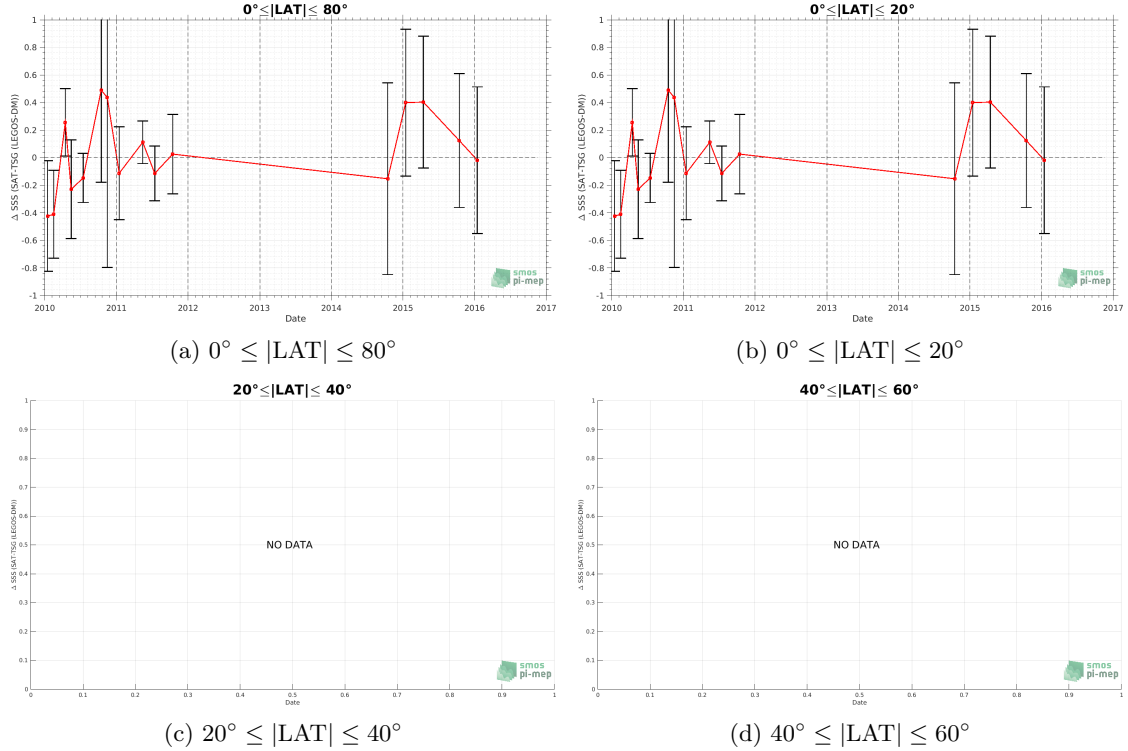 0°≤|LAT|≤ 80°
Δ SSS (SAT-TSG (LEGOS-DM))
1
0.8
0.6
0.4
0.2
0
-0.2
-0.4
-0.6
-0.8
-1
2010 2011 2012 2013 2014 2015 2016 2017
Date
smos
pi-mep
(a) 0° ≤ |LAT| ≤ 80°
0°≤|LAT|≤ 20°
Δ SSS (SAT-TSG (LEGOS-DM))
1
0.8
0.6
0.4
0.2
0
-0.2
-0.4
-0.6
-0.8
-1
2010 2011 2012 2013 2014 2015 2016 2017
Date
smos
pi-mep
(b) 0° ≤ |LAT| ≤ 20°
20°≤|LAT|≤ 40°
Δ SSS (SAT-TSG (LEGOS-DM))
1
0.9
0.8
0.7
0.6
0.5
0.4
0.3
0.2
0.1
0
NO DATA
0 0.1 0.2 0.3 0.4 0.5 0.6 0.7 0.8 0.9 1
Date
smos
pi-mep
(c) 20° ≤ |LAT| ≤ 40°
40°≤|LAT|≤ 60°
Δ SSS (SAT-TSG (LEGOS-DM))
1
0.9
0.8
0.7
0.6
0.5
0.4
0.3
0.2
0.1
0
NO DATA
0.1 0.2 0.3 0.4 0.5 0.6 0.7 0.8 0.9 1
Date
smos
pi-mep
(d) 40° ≤ |LAT| ≤ 60°